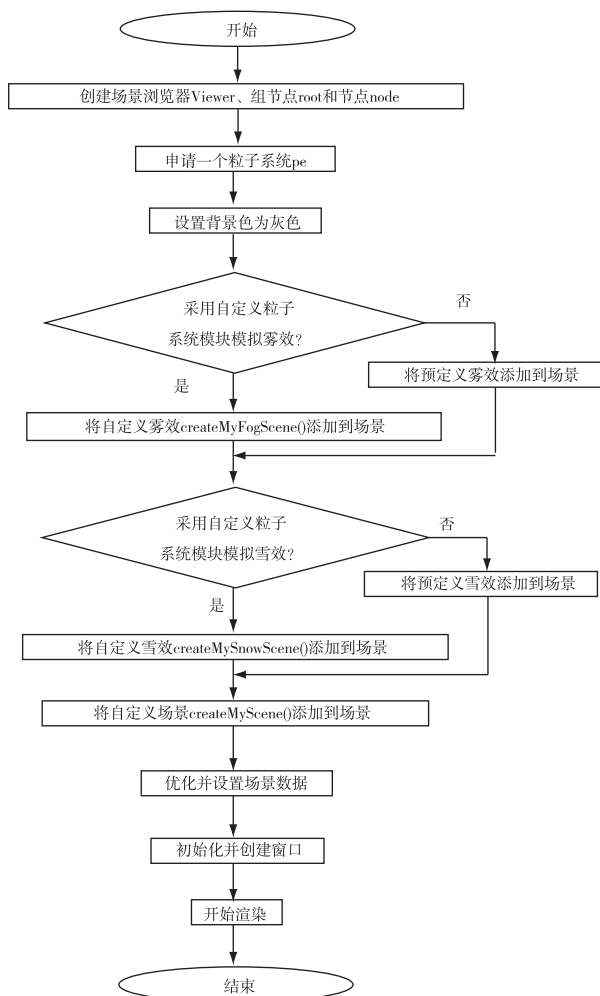 开始
创建场景浏览器Viewer、组节点root和节点node
申请一个粒子系统pe
设置背景色为灰色
采用自定义粒子
系统模块模拟雾效?
否
将预定义雾效添加到场景
是
将自定义雾效createMyFogScene()添加到场景
采用自定义粒子
系统模块模拟雪效?
否
将预定义雪效添加到场景
是
将自定义雪效createMySnowScene()添加到场景
将自定义场景createMyScene()添加到场景
优化并设置场景数据
初始化并创建窗口
开始渲染
结束